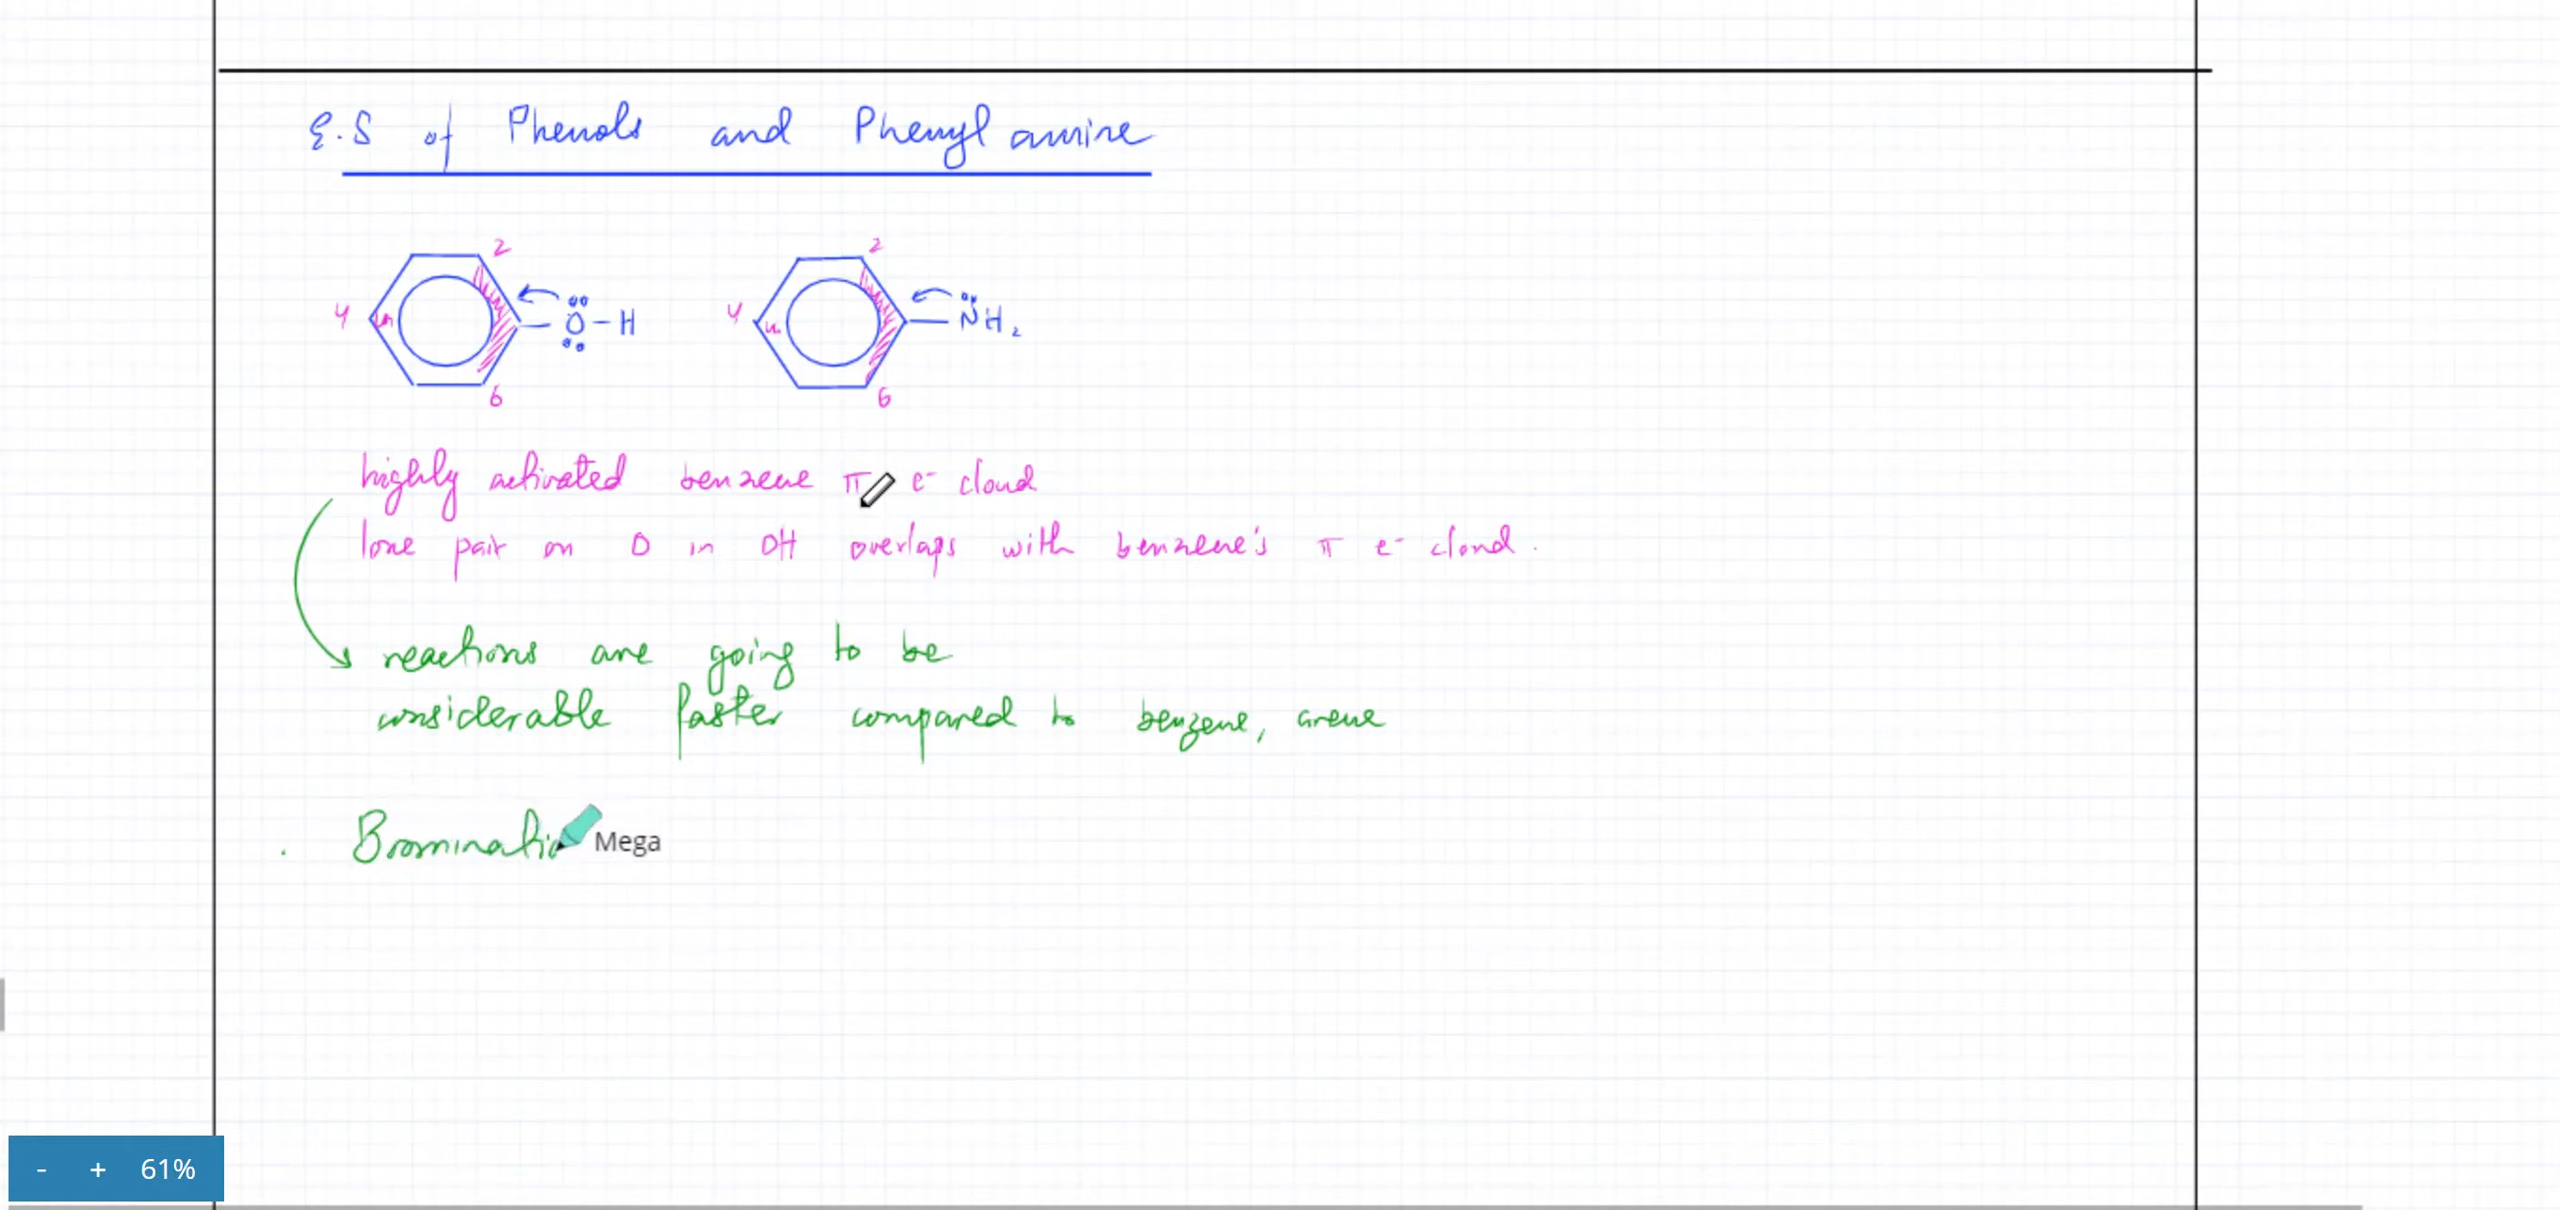 E.S of Phenols and Phenyl amine
2 4 6 O-H
2 4 6 NH2
highly activated benzene π e- cloud
lone pair on O in OH overlaps with benzene's π e- cloud.
reactions are going to be
considerable faster compared to benzene, arene
. Brominatio
Mega
- + 61%